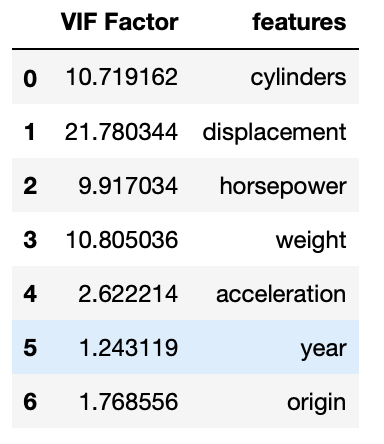 VIF Factor features
0 10.719162 cylinders
1 21.780344 displacement
2 9.917034 horsepower
3 10.805036 weight
4 2.622214 acceleration
5 1.243119 year
6 1.768556 origin